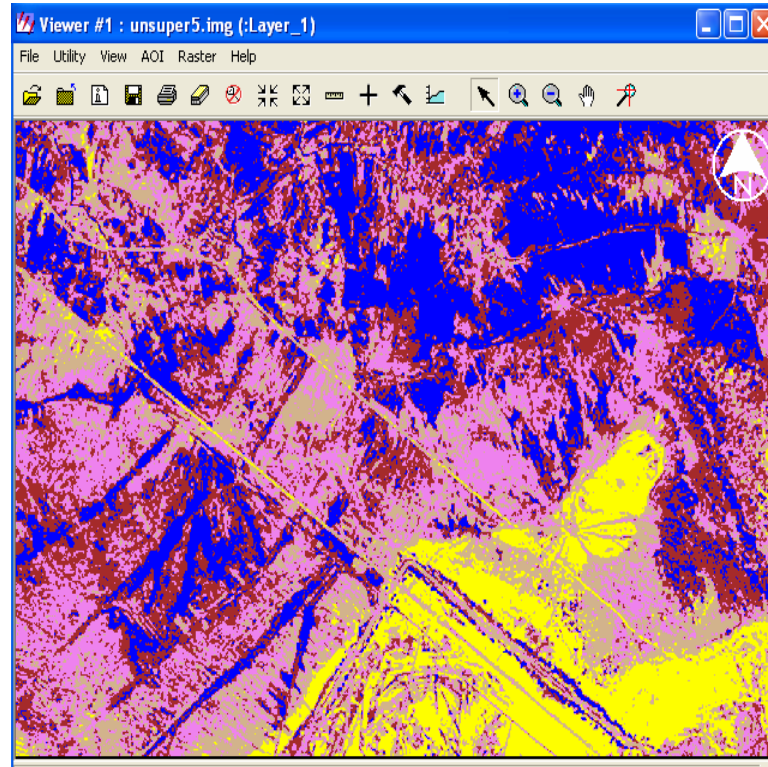 Viewer #1 : unsuper5.img (:Layer_1)
File Utility View AOI Raster Help
N